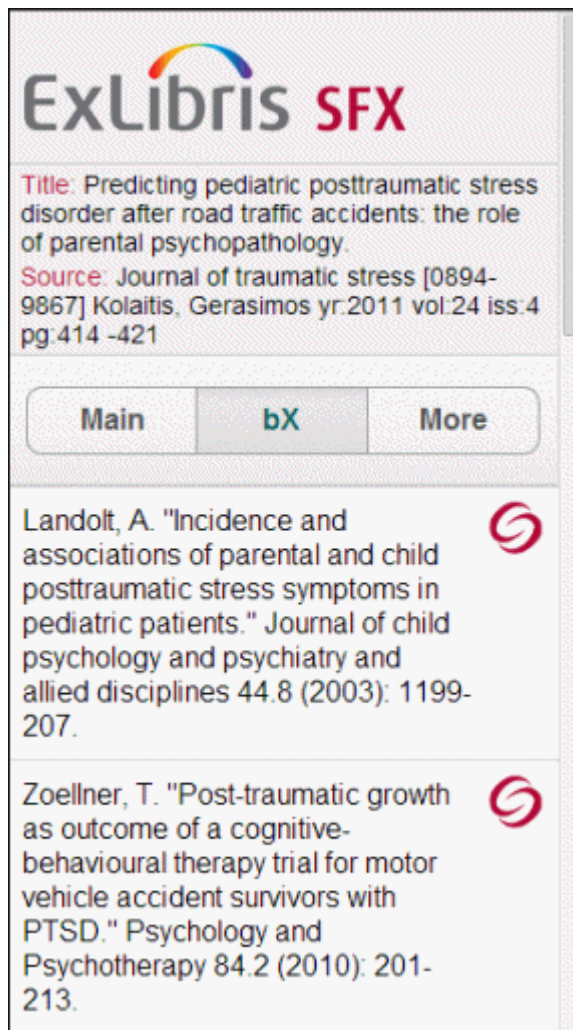 ExLibris SFX
Title: Predicting pediatric posttraumatic stress
disorder after road traffic accidents: the role
of parental psychopathology.
Source: Journal of traumatic stress [0894-
9867] Kolaitis, Gerasimos yr:2011 vol:24 iss:4
pg:414 -421
Main bX More
Landolt, A. "Incidence and
associations of parental and child
posttraumatic stress symptoms in
pediatric patients." Journal of child
psychology and psychiatry and
allied disciplines 44.8 (2003): 1199-
207.
Zoellner, T. "Post-traumatic growth
as outcome of a cognitive-
behavioural therapy trial for motor
vehicle accident survivors with
PTSD." Psychology and
Psychotherapy 84.2 (2010): 201-
213.